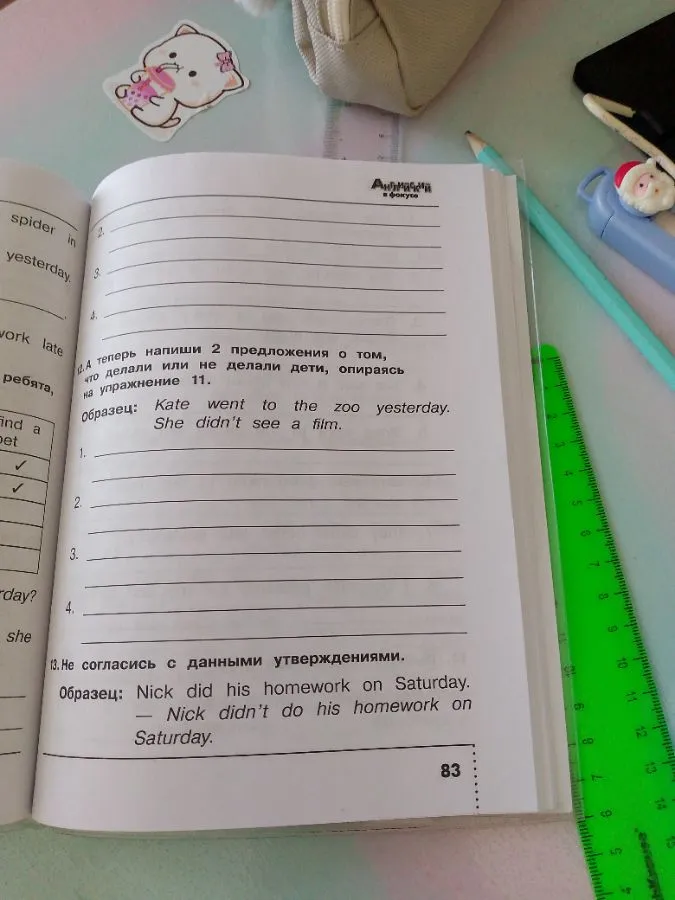 spider in
yesterday.
work late
ребята,
find a
pet
✓
✓
rday?
she
Английский
в фокусе
2.
3.
4.
12. А теперь напиши 2 предложения о том,
что делали или не делали дети, опираясь
на упражнение 11.
Образец: Kate went to the zoo yesterday.
She didn't see a film.
1.
2.
3.
4.
13. Не согласись с данными утверждениями.
Образец: Nick did his homework on Saturday.
— Nick didn't do his homework on
Saturday.
83